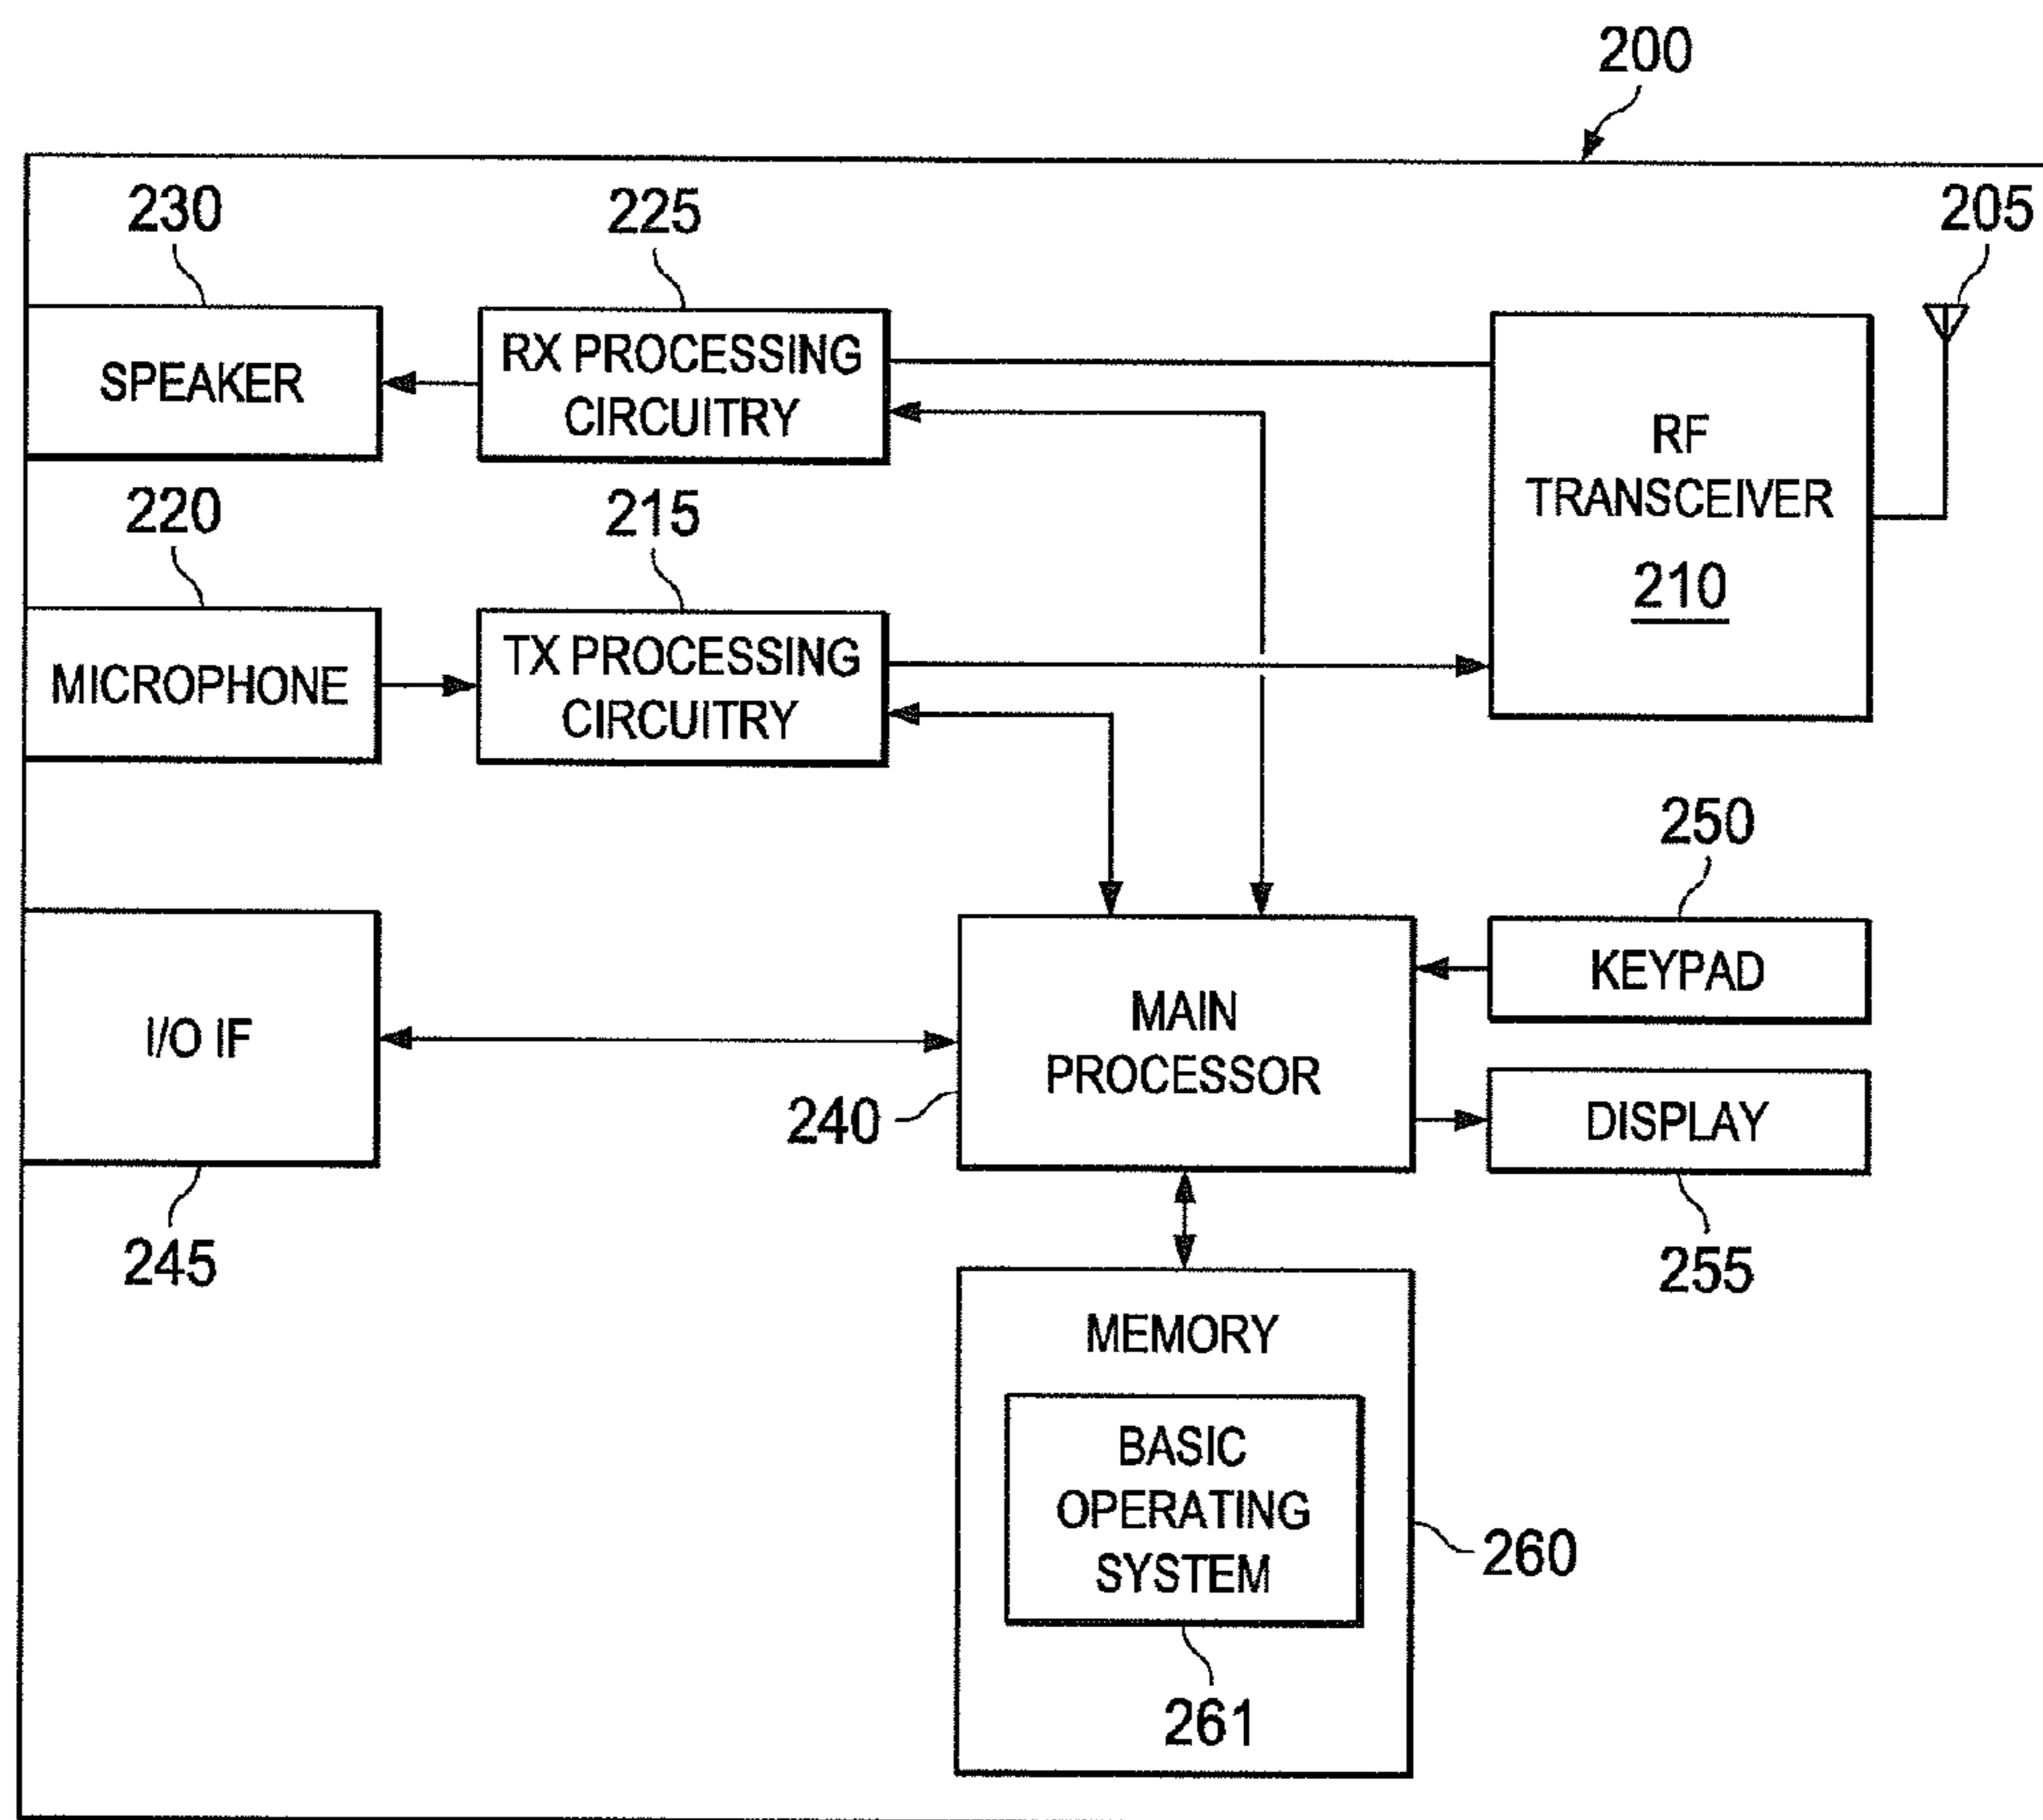 200
230
225
205
SPEAKER
RX PROCESSING
CIRCUITRY
RF
TRANSCEIVER
210
220
215
MICROPHONE
TX PROCESSING
CIRCUITRY
250
KEYPAD
I/O IF
MAIN
PROCESSOR
240
DISPLAY
245
255
MEMORY
BASIC
OPERATING
SYSTEM
260
261